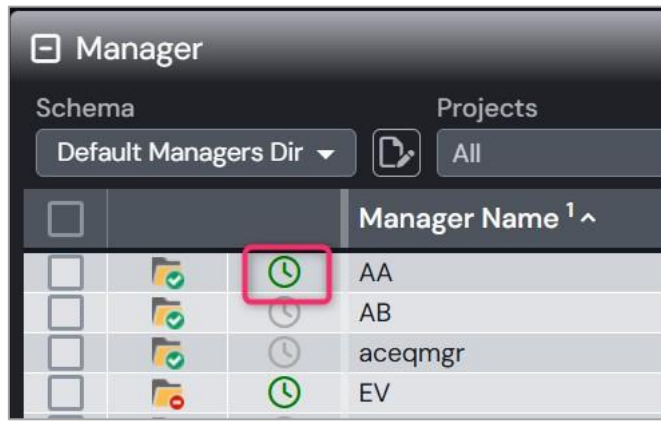 Manager
Schema Projects
Default Managers Dir All
Manager Name 1
AA
AB
aceqmgr
EV